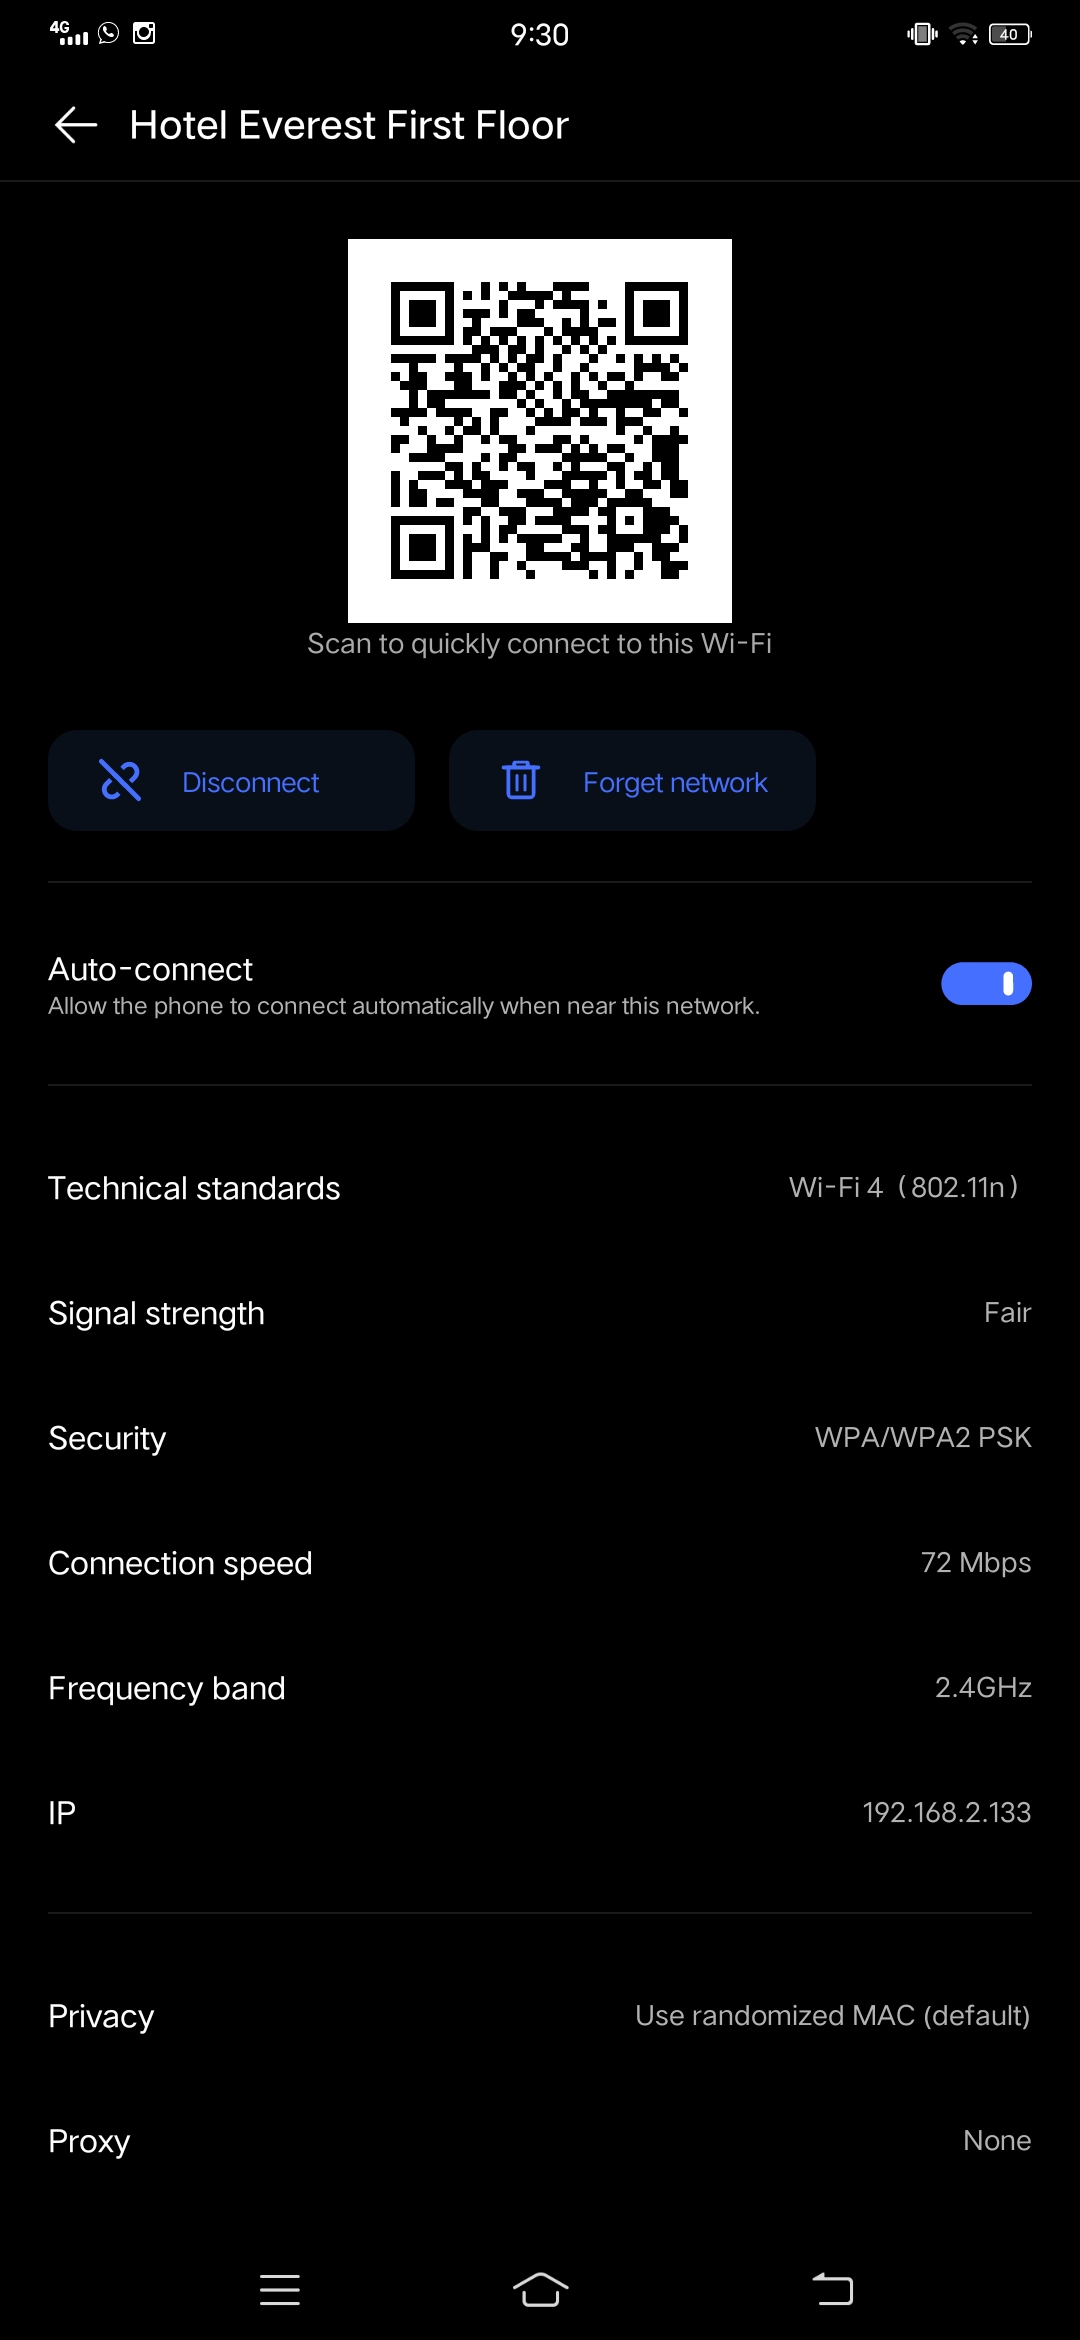 4G 9:30 40
Hotel Everest First Floor
Scan to quickly connect to this Wi-Fi
Disconnect Forget network
Auto-connect
Allow the phone to connect automatically when near this network.
Technical standards Wi-Fi 4 (802.11n)
Signal strength Fair
Security WPA/WPA2 PSK
Connection speed 72 Mbps
Frequency band 2.4GHz
IP 192.168.2.133
Privacy Use randomized MAC (default)
Proxy None